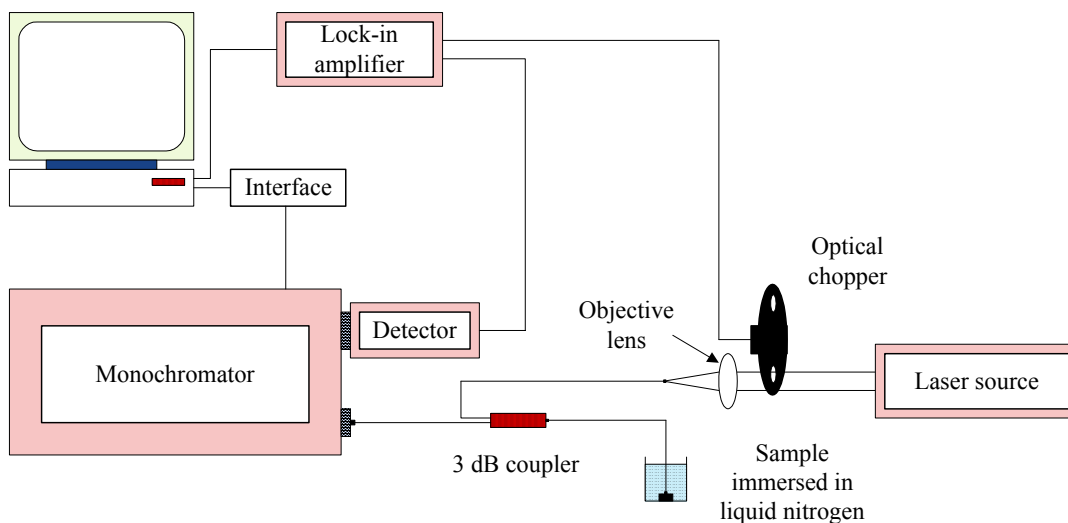 Lock-in
amplifier
Interface
Optical
chopper
Objective
lens
Detector
Monochromator
Laser source
3 dB coupler
Sample
immersed in
liquid nitrogen